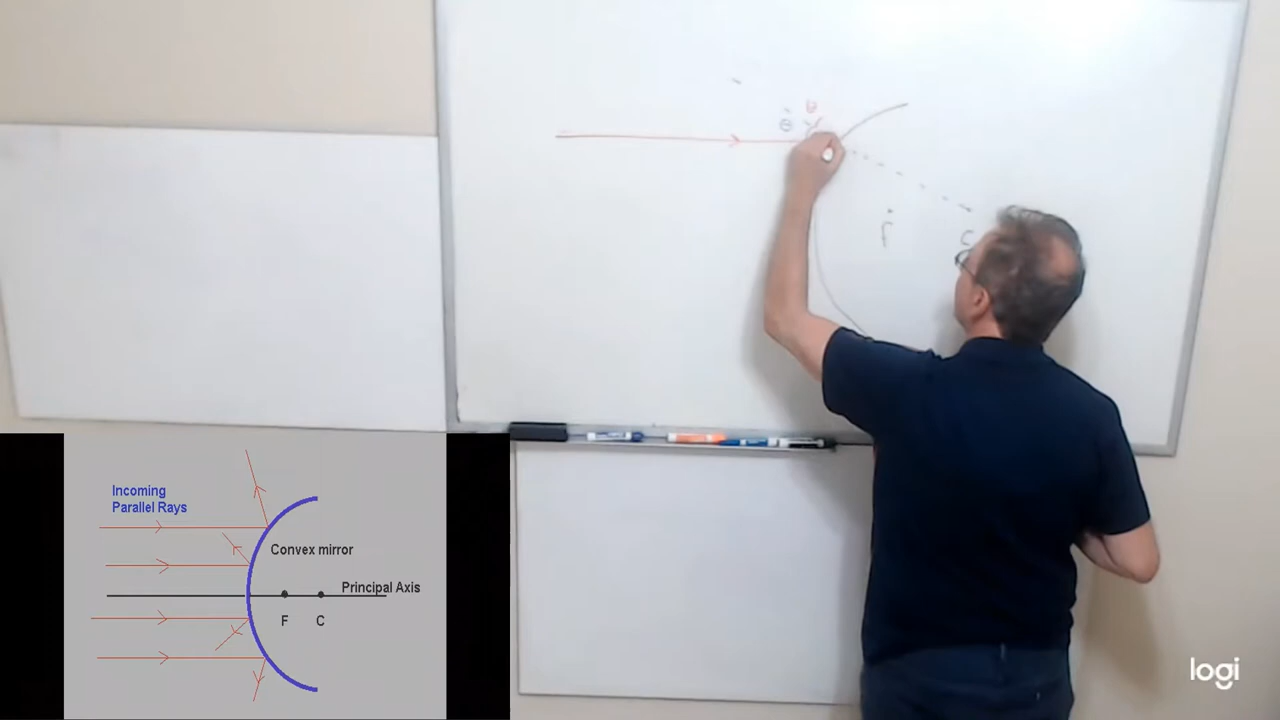 θ
θ
F
C
Incoming
Parallel Rays
Convex mirror
Principal Axis
F C
logi